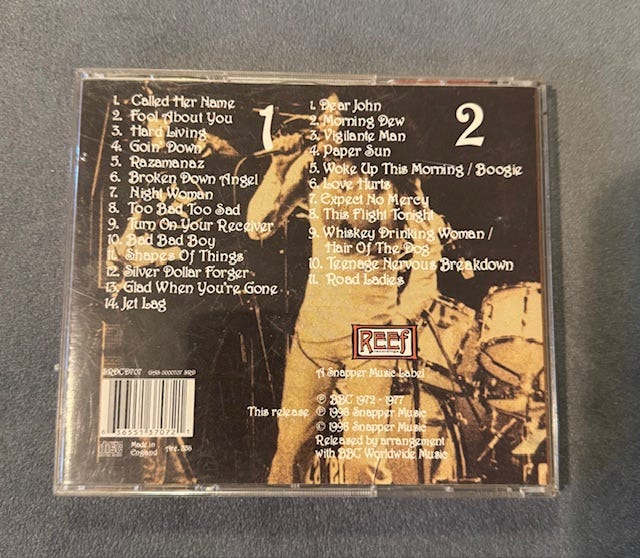 1
1. Called Her Name
2. Fool About You
3. Hard Living
4. Goin' Down
5. Razamanaz
6. Broken Down Angel
7. Night Woman
8. Too Bad Too Sad
9. Turn On Your Receiver
10. Bad Bad Boy
11. Shapes Of Things
12. Silver Dollar Forger
13. Glad When You're Gone
14. Jet Lag
2
1. Dear John
2. Morning Dew
3. Vigilante Man
4. Paper Sun
5. Woke Up This Morning / Boogie
6. Love Hurts
7. Expect No Mercy
8. This Flight Tonight
9. Whiskey Drinking Woman /
Hair Of The Dog
10. Teenage Nervous Breakdown
11. Road Ladies
REEF
recordings
A Snapper Music Label
SRDCD707
Made in
England
This release
℗ BBC 1972 - 1977
℗ 1998 Snapper Music
© 1998 Snapper Music
Released by arrangement
with BBC Worldwide Music